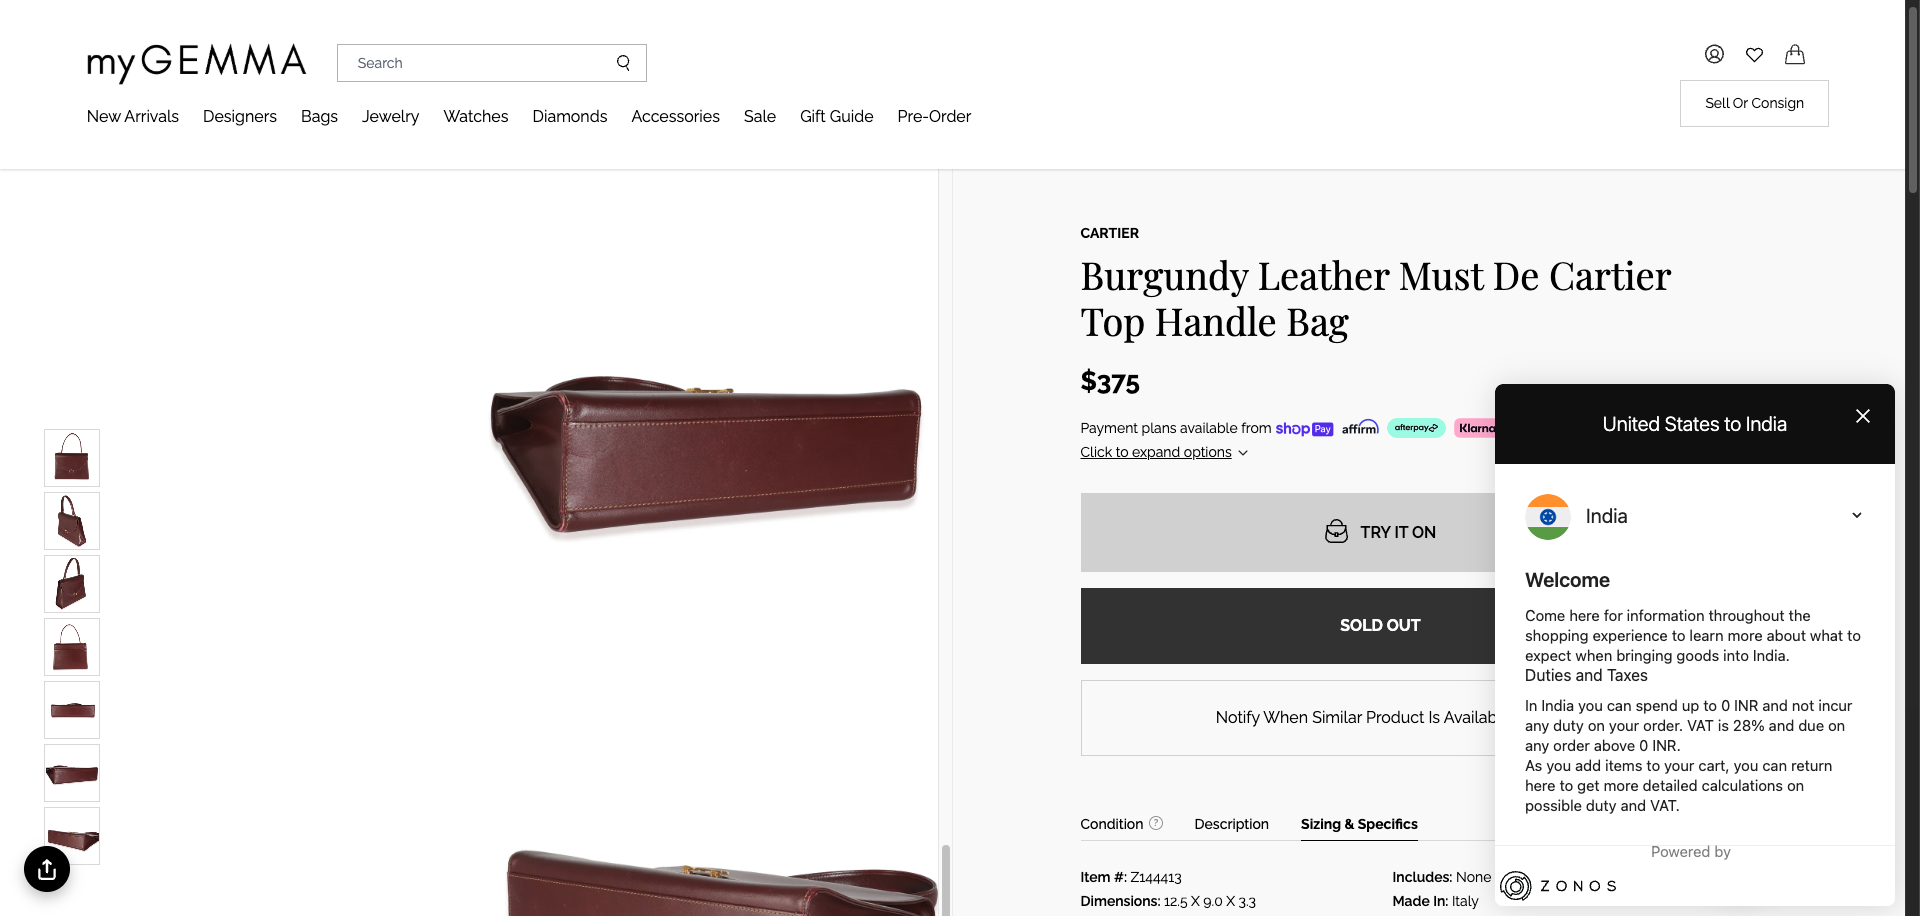 myGEMMA
Search
New Arrivals
Designers
Bags
Jewelry
Watches
Diamonds
Accessories
Sale
Gift Guide
Pre-Order
Sell Or Consign
CARTIER
Burgundy Leather Must De Cartier
Top Handle Bag
$375
Payment plans available from shop Pay affirm afterpay Klarna
Click to expand options
TRY IT ON
SOLD OUT
Notify When Similar Product Is Availab
Condition ?
Description
Sizing & Specifics
Item #: Z144413
Includes: None
Dimensions: 12.5 X 9.0 X 3.3
Made In: Italy
United States to India
India
Welcome
Come here for information throughout the
shopping experience to learn more about what to
expect when bringing goods into India.
Duties and Taxes
In India you can spend up to 0 INR and not incur
any duty on your order. VAT is 28% and due on
any order above 0 INR.
As you add items to your cart, you can return
here to get more detailed calculations on
possible duty and VAT.
Powered by
ZONOS